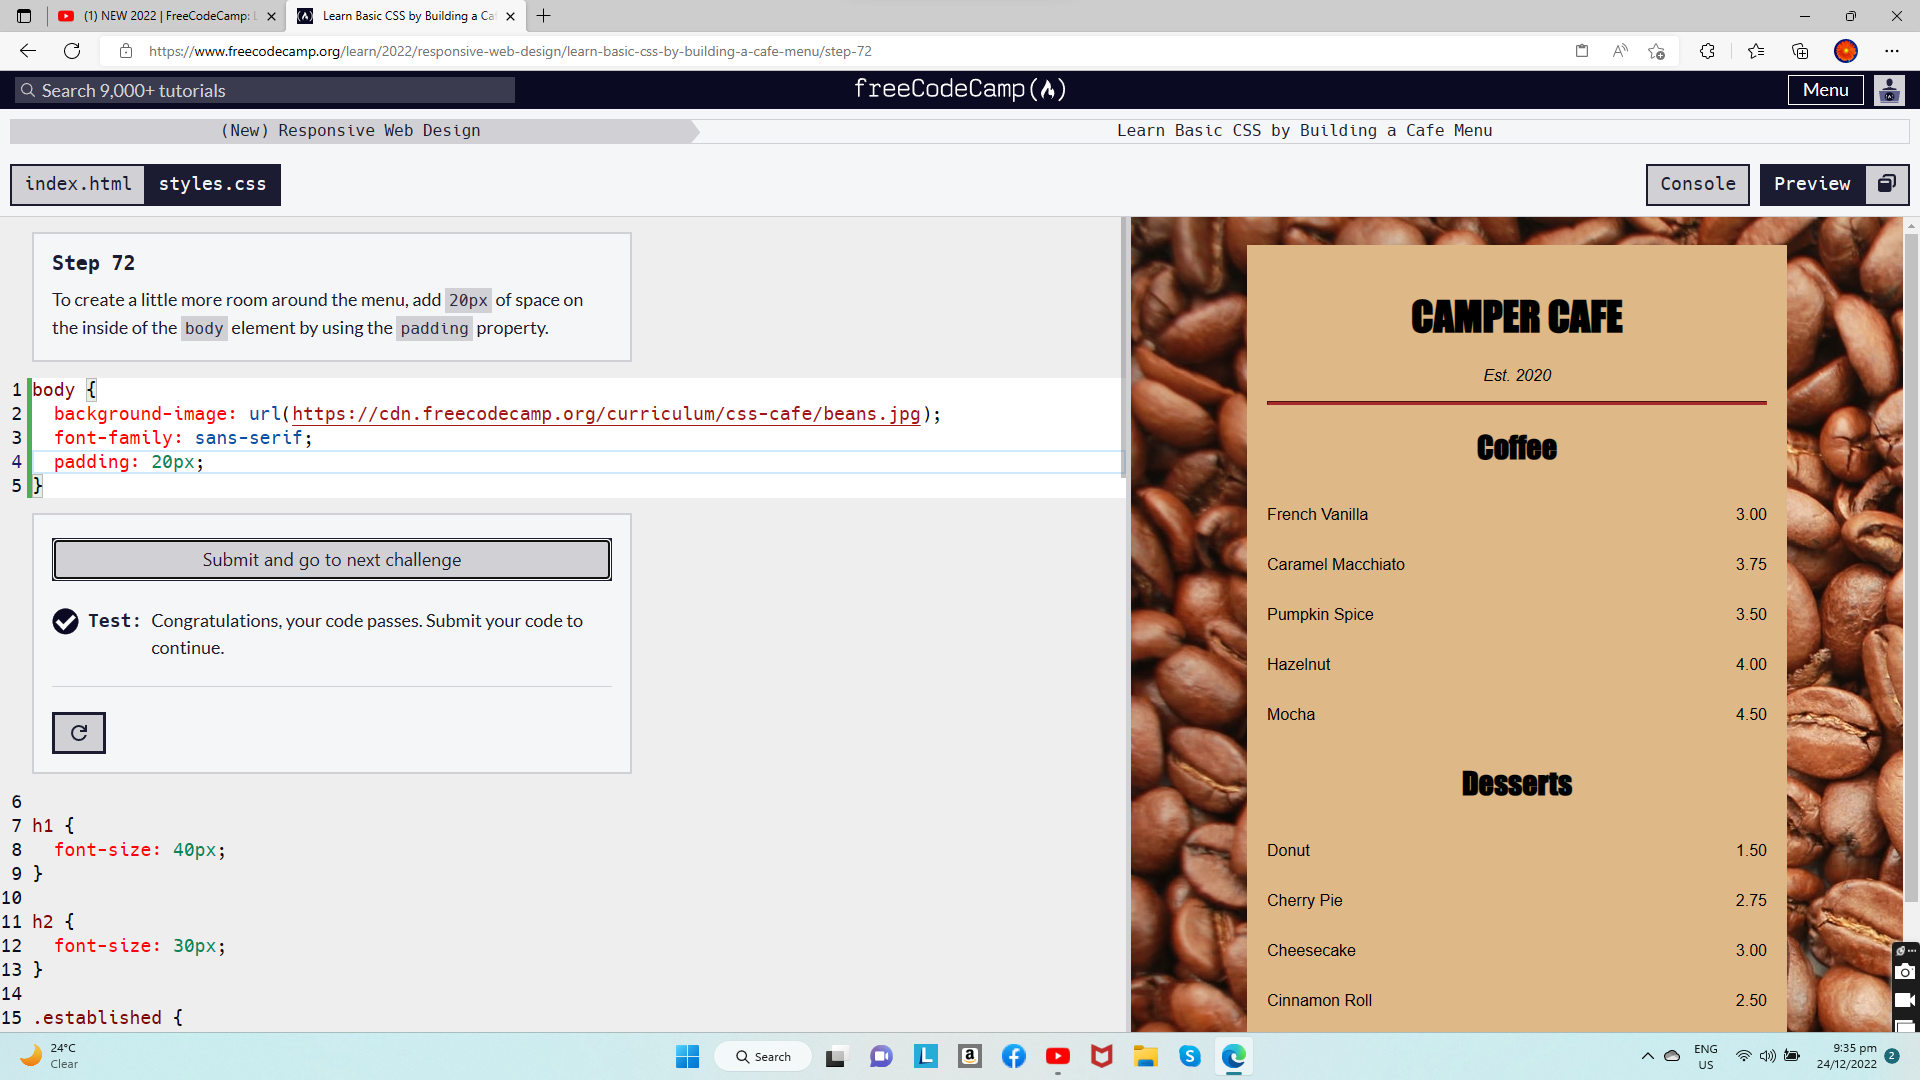 (1) NEW 2022 | FreeCodeCamp:
Learn Basic CSS by Building a Caf
https://www.freecodecamp.org/learn/2022/responsive-web-design/learn-basic-css-by-building-a-cafe-menu/step-72
Search 9,000+ tutorials
freeCodeCamp
Menu
(New) Responsive Web Design
Learn Basic CSS by Building a Cafe Menu
index.html
styles.css
Console
Preview
Step 72
To create a little more room around the menu, add 20px of space on
the inside of the body element by using the padding property.
1 body {
2 background-image: url(https://cdn.freecodecamp.org/curriculum/css-cafe/beans.jpg);
3 font-family: sans-serif;
4 padding: 20px;
5 }
Submit and go to next challenge
Test: Congratulations, your code passes. Submit your code to
continue.
6
7 h1 {
8 font-size: 40px;
9 }
10
11 h2 {
12 font-size: 30px;
13 }
14
15 .established {
CAMPER CAFE
Est. 2020
Coffee
French Vanilla 3.00
Caramel Macchiato 3.75
Pumpkin Spice 3.50
Hazelnut 4.00
Mocha 4.50
Desserts
Donut 1.50
Cherry Pie 2.75
Cheesecake 3.00
Cinnamon Roll 2.50
24°C
Clear
Search
ENG
US
9:35 pm
24/12/2022
2